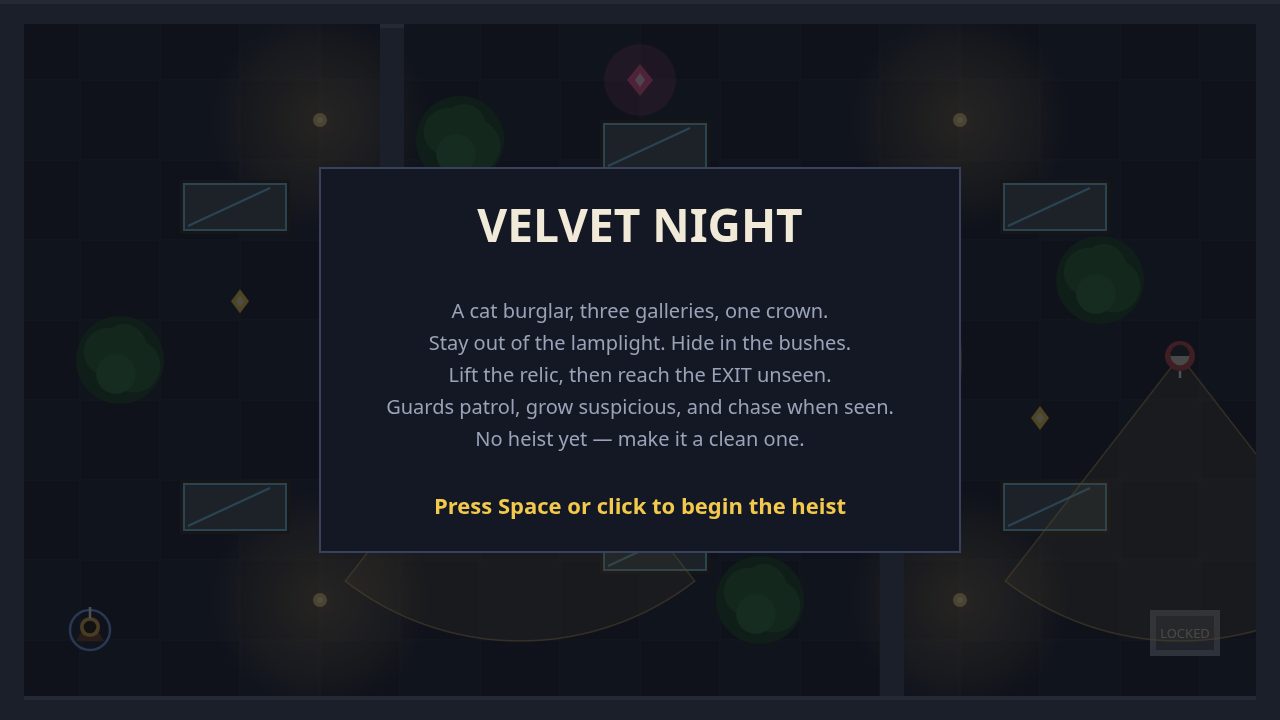 VELVET NIGHT
A cat burglar, three galleries, one crown.
Stay out of the lamplight. Hide in the bushes.
Lift the relic, then reach the EXIT unseen.
Guards patrol, grow suspicious, and chase when seen.
No heist yet — make it a clean one.
Press Space or click to begin the heist
LOCKED